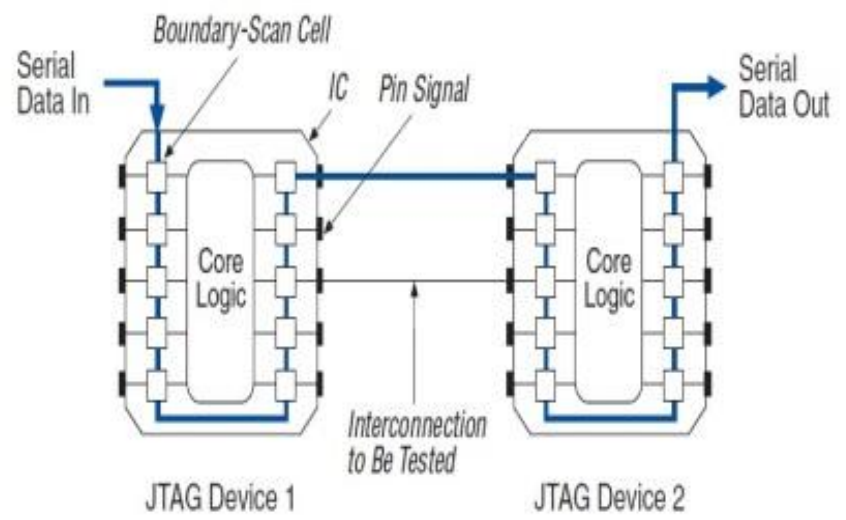 Boundary-Scan Cell
Serial
Data In
IC
Pin Signal
Serial
Data Out
Core
Logic
Core
Logic
Interconnection
to Be Tested
JTAG Device 1
JTAG Device 2